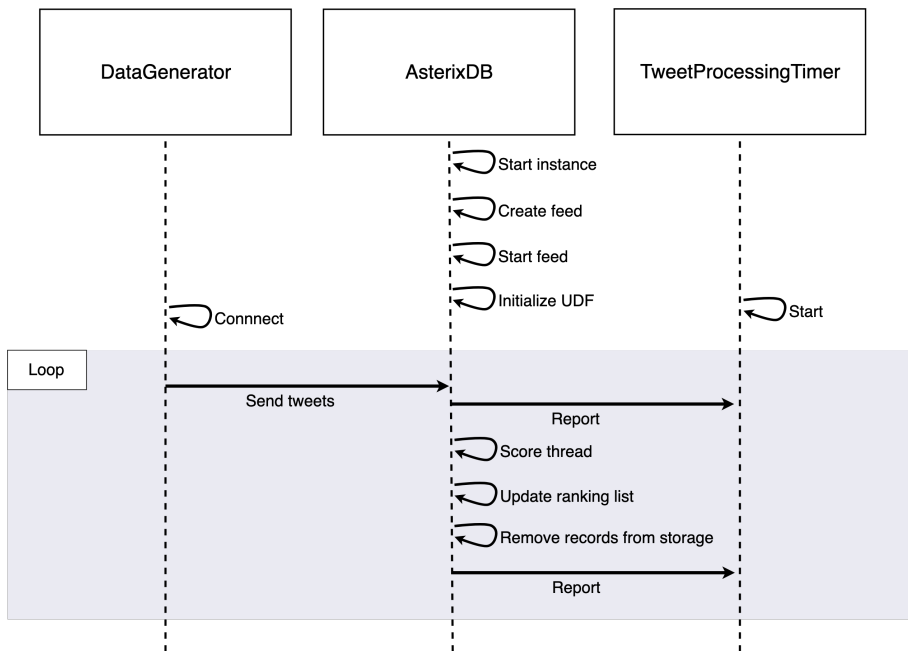 DataGenerator
AsterixDB
TweetProcessingTimer
Start instance
Create feed
Start feed
Initialize UDF
Connnect
Start
Loop
Send tweets
Report
Score thread
Update ranking list
Remove records from storage
Report